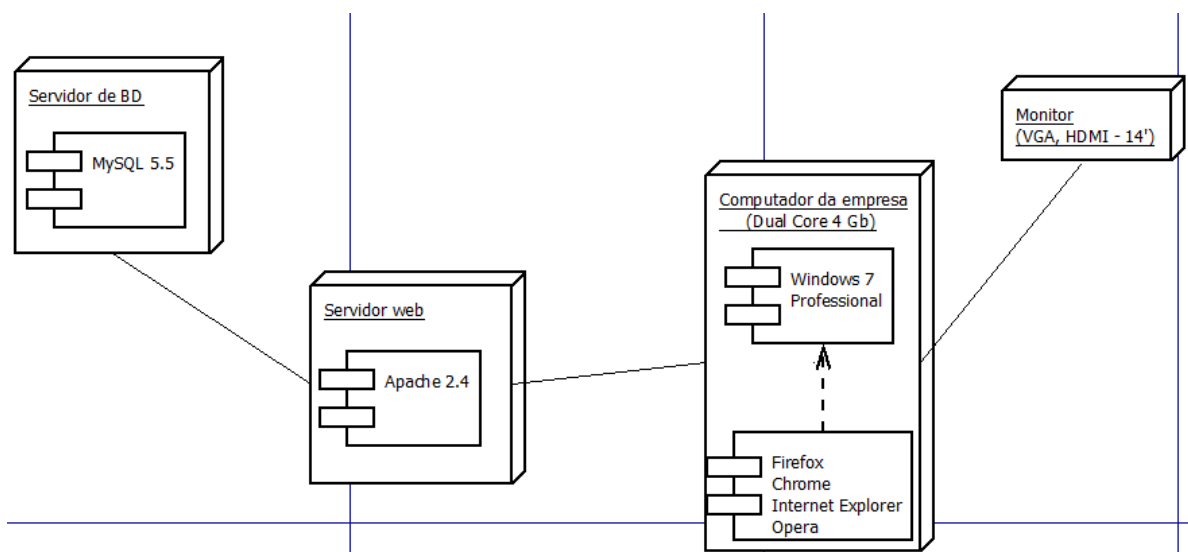 Servidor de BD
MySQL 5.5
Servidor web
Apache 2.4
Computador da empresa
(Dual Core 4 Gb)
Windows 7
Professional
Firefox
Chrome
Internet Explorer
Opera
Monitor
(VGA, HDMI - 14')